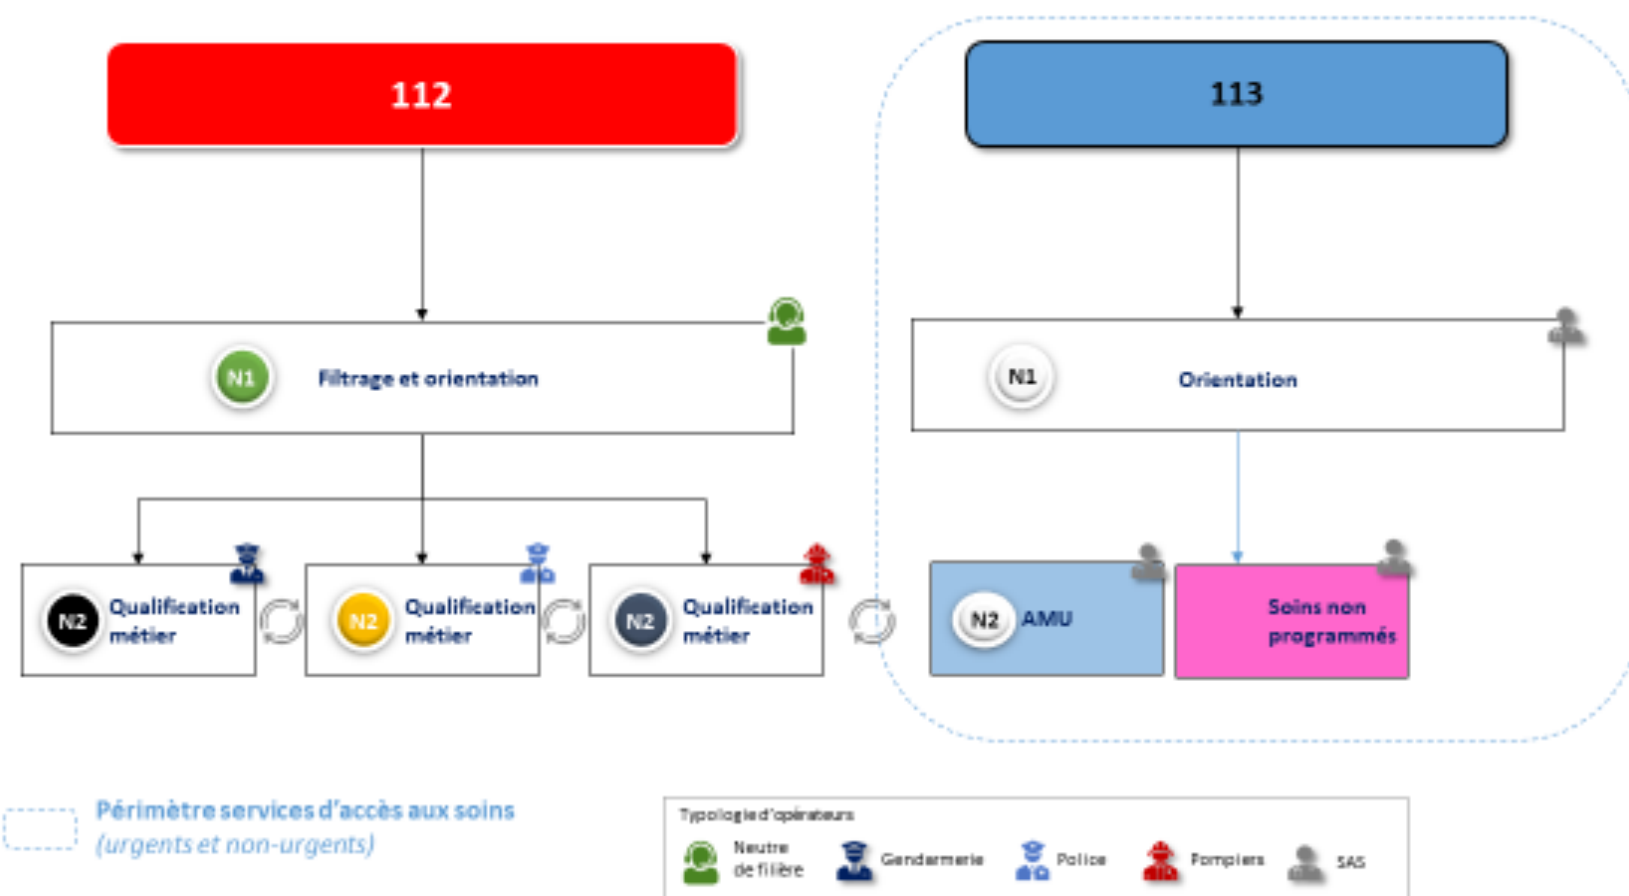 112
113
N1
Filtrage et orientation
N1
Orientation
N2
Qualification
métier
N2
Qualification
métier
N2
Qualification
métier
N2
AMU
Soins non
programmés
Périmètre services d'accès aux soins
(urgents et non-urgents)
Typologie d'opérateurs
Neutre
de filière
Gendarmerie
Police
Pompiers
SAS